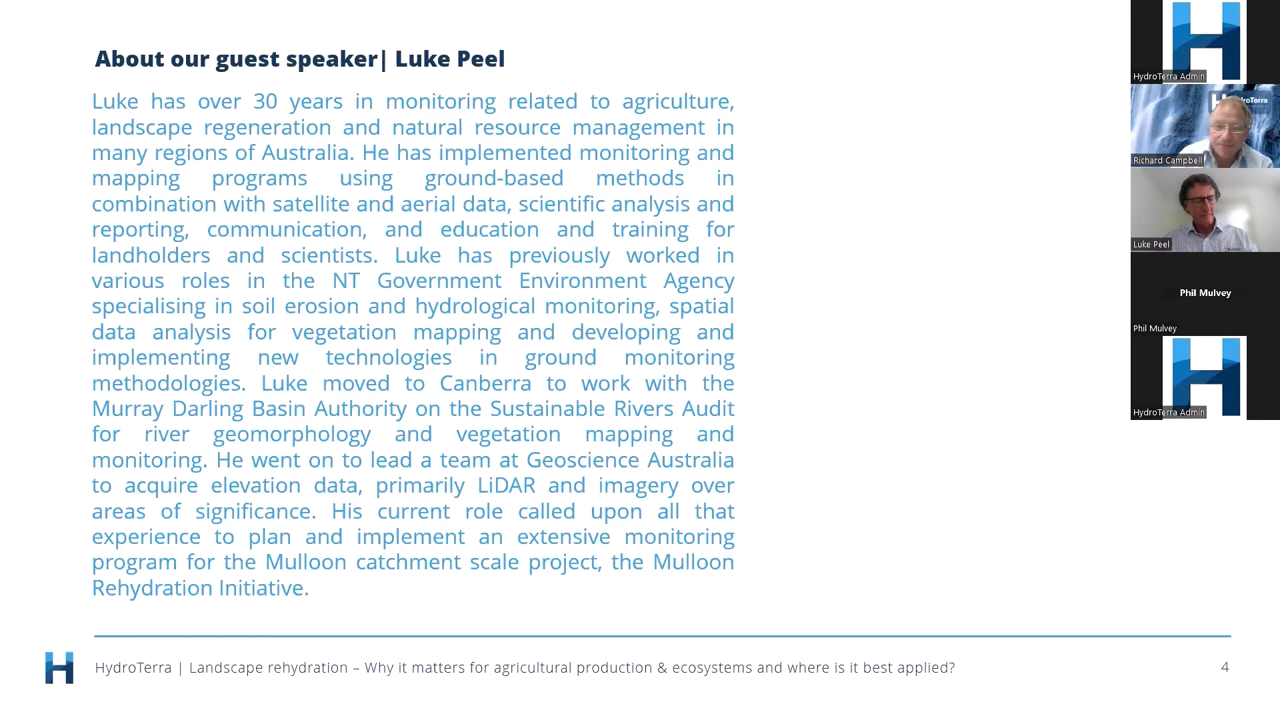 About our guest speaker| Luke Peel
Luke has over 30 years in monitoring related to agriculture,
landscape regeneration and natural resource management in
many regions of Australia. He has implemented monitoring and
mapping programs using ground-based methods in
combination with satellite and aerial data, scientific analysis and
reporting, communication, and education and training for
landholders and scientists. Luke has previously worked in
various roles in the NT Government Environment Agency
specialising in soil erosion and hydrological monitoring, spatial
data analysis for vegetation mapping and developing and
implementing new technologies in ground monitoring
methodologies. Luke moved to Canberra to work with the
Murray Darling Basin Authority on the Sustainable Rivers Audit
for river geomorphology and vegetation mapping and
monitoring. He went on to lead a team at Geoscience Australia
to acquire elevation data, primarily LiDAR and imagery over
areas of significance. His current role called upon all that
experience to plan and implement an extensive monitoring
program for the Mulloon catchment scale project, the Mulloon
Rehydration Initiative.
HydroTerra | Landscape rehydration – Why it matters for agricultural production & ecosystems and where is it best applied?
4
HydroTerra Admin
Richard Campbell
Luke Peel
Phil Mulvey
Phil Mulvey
HydroTerra Admin